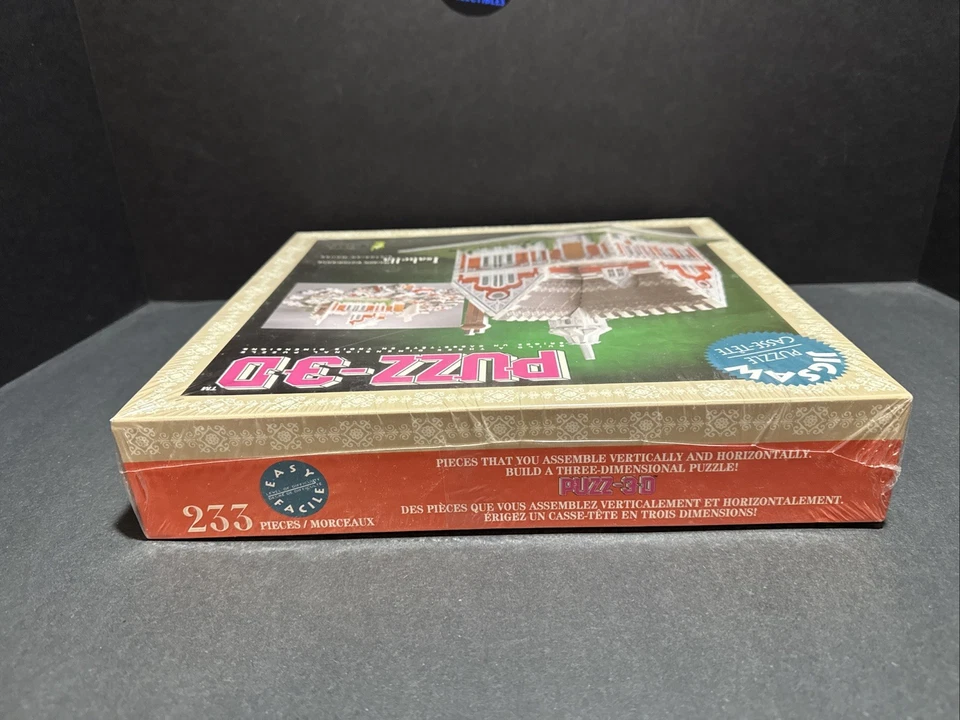 PUZZ-3-D™
JIGSAW
PUZZLE
CASSE-TÊTE
PIECES THAT YOU ASSEMBLE VERTICALLY AND HORIZONTALLY.
BUILD A THREE-DIMENSIONAL PUZZLE!
PUZZ-3-D
DES PIÈCES QUE VOUS ASSEMBLEZ VERTICALEMENT ET HORIZONTALEMENT.
ÉRIGEZ UN CASSE-TÊTE EN TROIS DIMENSIONS!
EASY
FACILE
233 PIECES / MORCEAUX